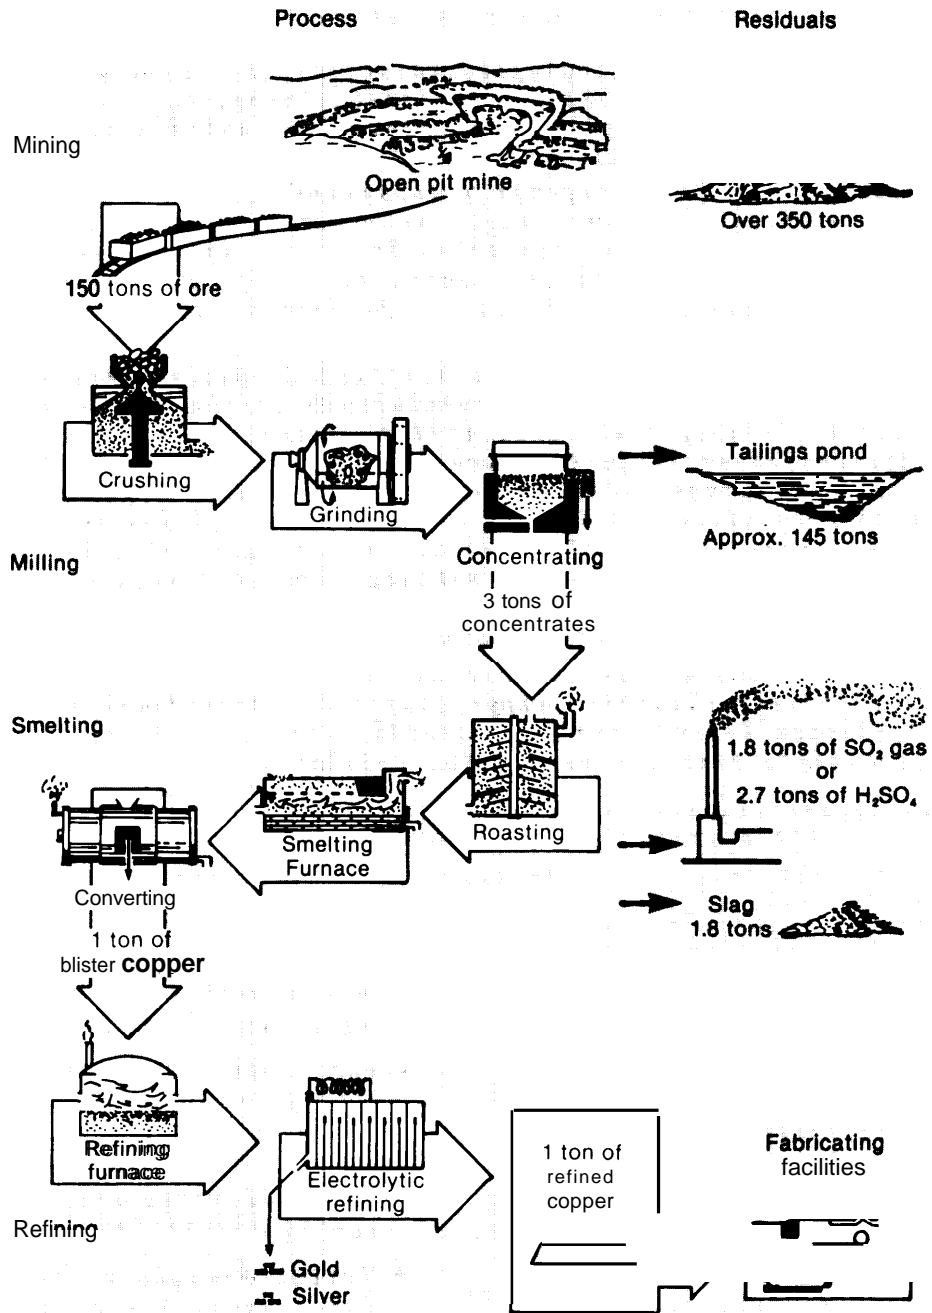 Process
Residuals
Mining
Open pit mine
Over 350 tons
150 tons of ore
Crushing
Grinding
Tailings pond
Approx. 145 tons
Concentrating
Milling
3 tons of
concentrates
Smelting
1.8 tons of SO₂ gas
or
2.7 tons of H₂SO₄
Roasting
Smelting
Furnace
Converting
Slag
1.8 tons
1 ton of
blister copper
Refining
furnace
Electrolytic
refining
1 ton of
refined
copper
Fabricating
facilities
Refining
Gold
Silver